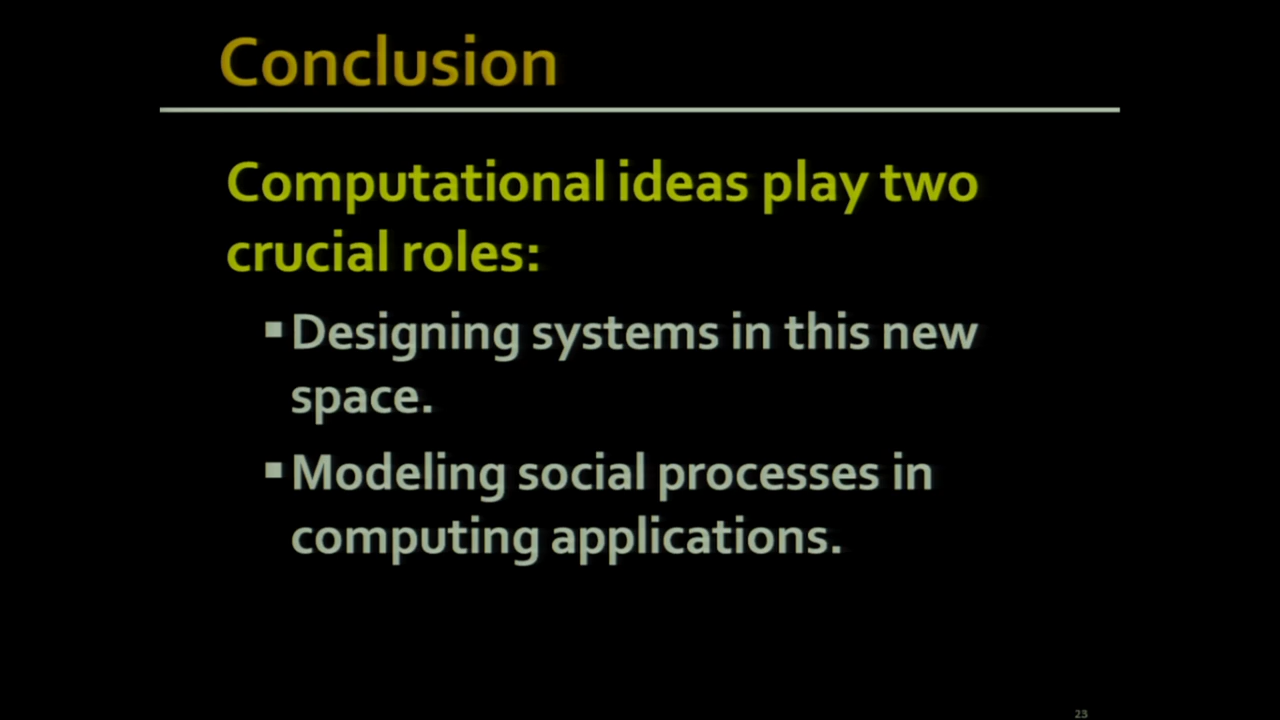 Conclusion
Computational ideas play two
crucial roles:
▪Designing systems in this new
space.
▪Modeling social processes in
computing applications.
23